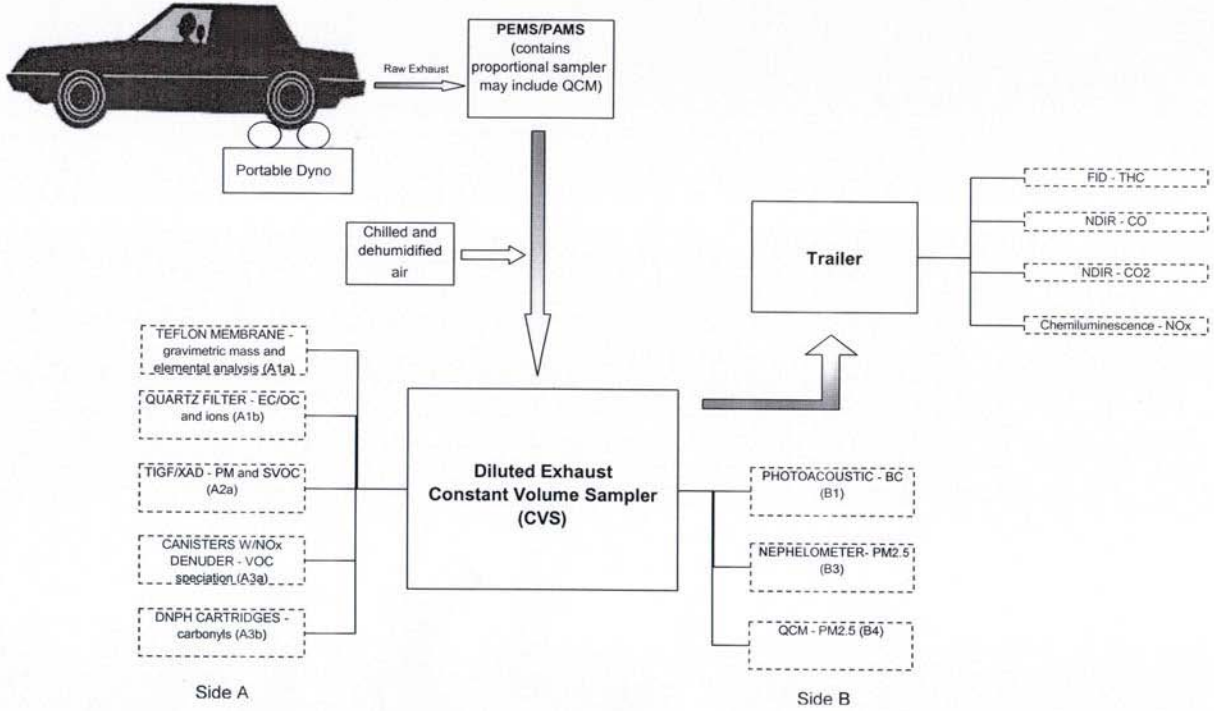 PEMS/PAMS
(contains
proportional sampler
may include QCM)
Raw Exhaust
Portable Dyno
Chilled and
dehumidified
air
Trailer
FID - THC
NDIR - CO
NDIR - CO2
Chemiluminescence - NOx
TEFLON MEMBRANE -
gravimetric mass and
elemental analysis (A1a)
QUARTZ FILTER - EC/OC
and ions (A1b)
TIGF/XAD - PM and SVOC
(A2a)
CANISTERS W/NOx
DENUDER - VOC
speciation (A3a)
DNPH CARTRIDGES -
carbonyls (A3b)
Side A
Diluted Exhaust
Constant Volume Sampler
(CVS)
PHOTOACOUSTIC - BC
(B1)
NEPHELOMETER- PM2.5
(B3)
QCM - PM2.5 (B4)
Side B